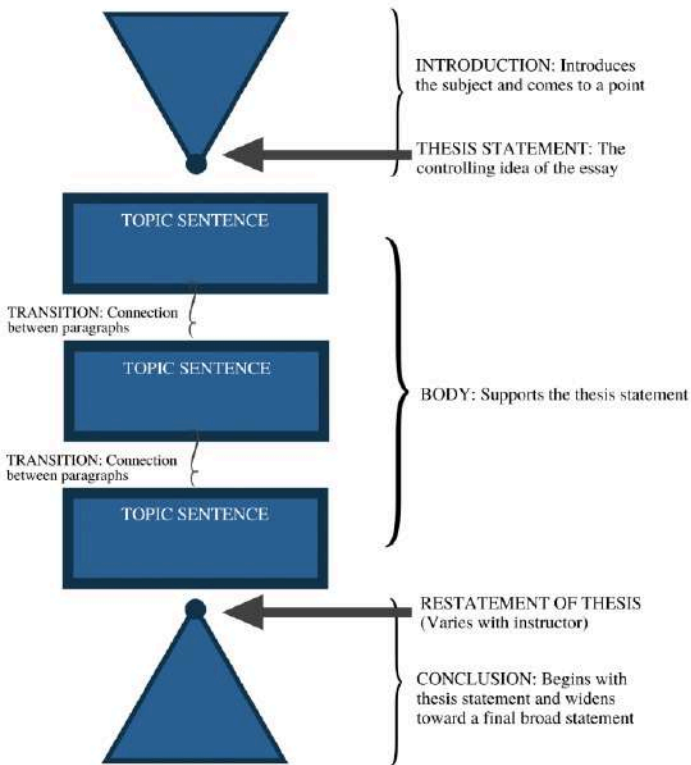 INTRODUCTION: Introduces
the subject and comes to a point
THESIS STATEMENT: The
controlling idea of the essay
TOPIC SENTENCE
TRANSITION: Connection
between paragraphs
TOPIC SENTENCE
BODY: Supports the thesis statement
TRANSITION: Connection
between paragraphs
TOPIC SENTENCE
RESTATEMENT OF THESIS
(Varies with instructor)
CONCLUSION: Begins with
thesis statement and widens
toward a final broad statement